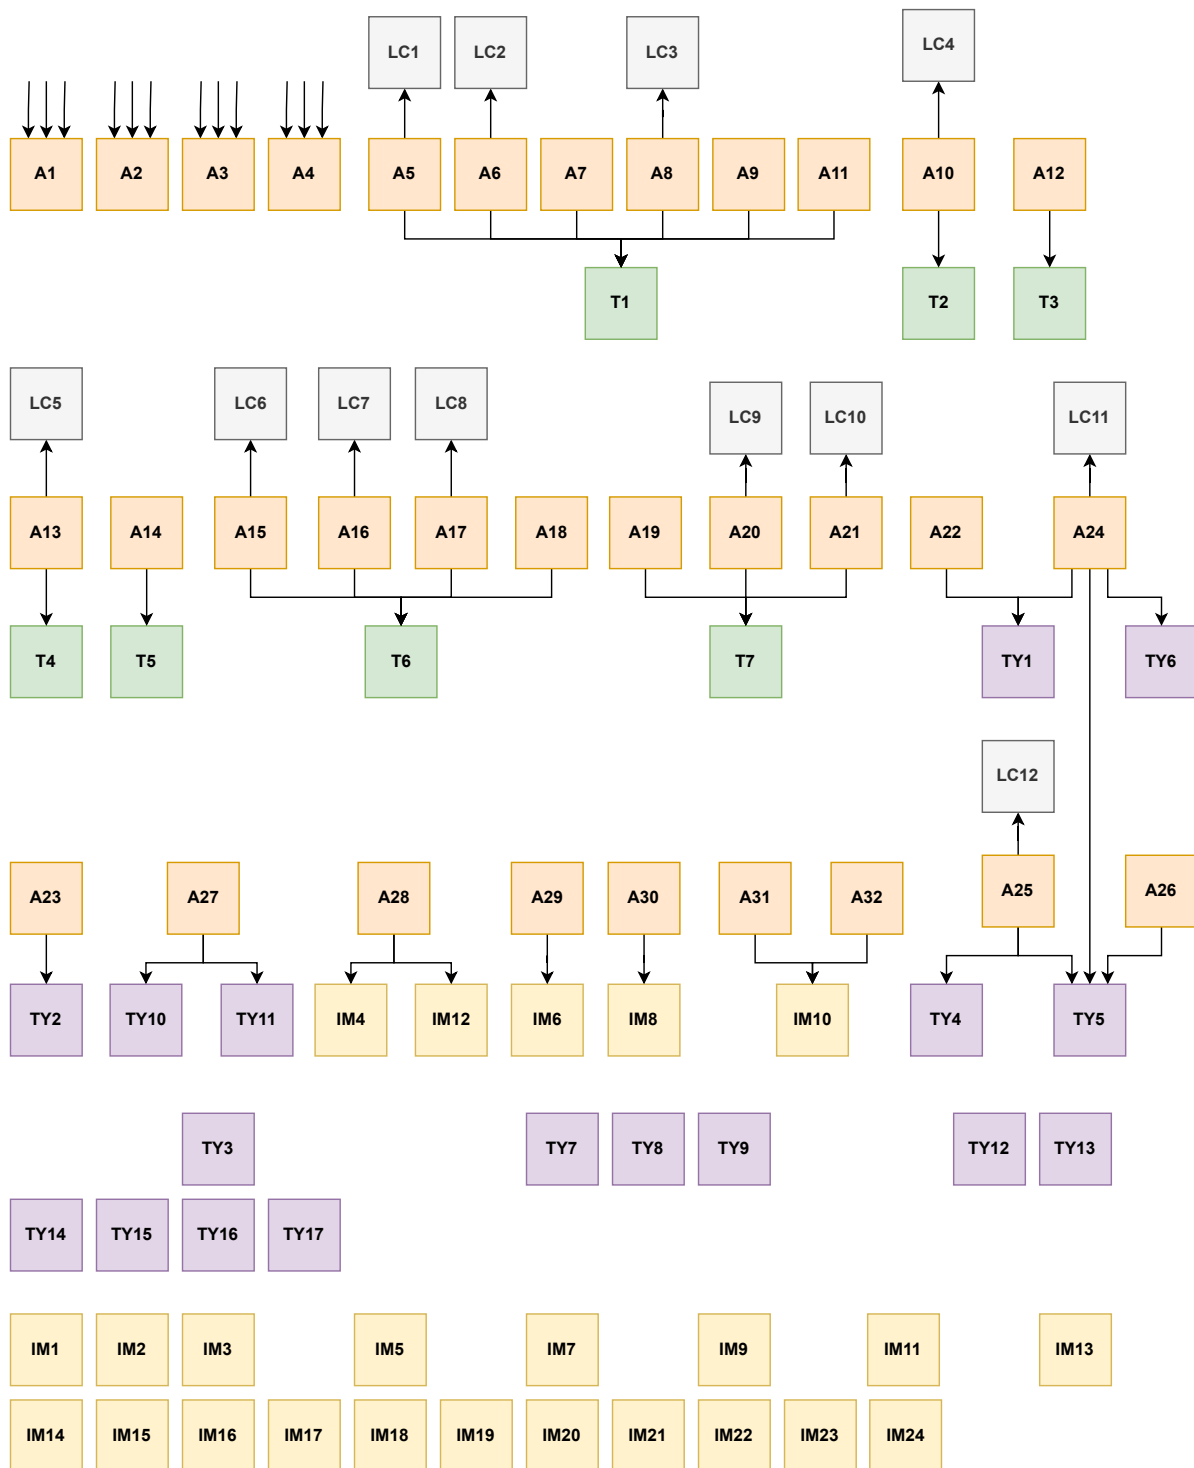 LC1 LC2 LC3 LC4
A1 A2 A3 A4 A5 A6 A7 A8 A9 A11 A10 A12
T1 T2 T3
LC5 LC6 LC7 LC8 LC9 LC10 LC11
A13 A14 A15 A16 A17 A18 A19 A20 A21 A22 A24
T4 T5 T6 T7 TY1 TY6
LC12
A23 A27 A28 A29 A30 A31 A32 A25 A26
TY2 TY10 TY11 IM4 IM12 IM6 IM8 IM10 TY4 TY5
TY3 TY7 TY8 TY9 TY12 TY13
TY14 TY15 TY16 TY17
IM1 IM2 IM3 IM5 IM7 IM9 IM11 IM13
IM14 IM15 IM16 IM17 IM18 IM19 IM20 IM21 IM22 IM23 IM24